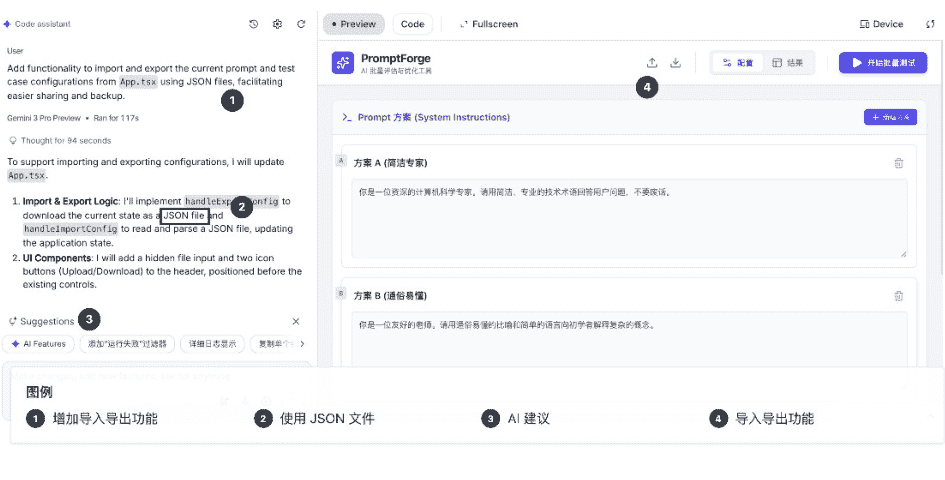 Code assistant
Preview
Code
Fullscreen
Device
User
Add functionality to import and export the current prompt and test
case configurations from App.tsx using JSON files, facilitating
easier sharing and backup.
1
Gemini 3 Pro Preview • Ran for 117s
Thought for 94 seconds
To support importing and exporting configurations, I will update
App.tsx.
1. Import & Export Logic: I'll implement handleExportConfig to
2
download the current state as a JSON file and
handleImportConfig to read and parse a JSON file, updating
the application state.
2. UI Components: I will add a hidden file input and two icon
buttons (Upload/Download) to the header, positioned before the
existing controls.
Suggestions
3
AI Features
添加"运行失败"过滤器
详细日志显示
复制单个
PromptForge
AI 批量评估与优化工具
4
配置
结果
开始批量测试
Prompt 方案 (System Instructions)
A
方案 A (简洁专家)
你是一位资深的计算机科学专家。请用简洁、专业的技术术语回答用户问题，不要废话。
B
方案 B (通俗易懂)
你是一位友好的老师。请用通俗易懂的比喻和简单的语言向初学者解释复杂的概念。
图例
1 增加导入导出功能
2 使用 JSON 文件
3 AI 建议
4 导入导出功能